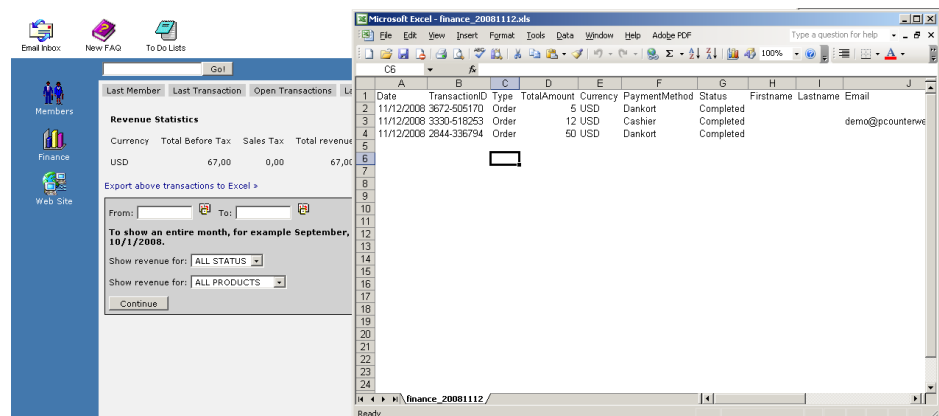 Email Inbox
New FAQ
To Do Lists
Go!
Members
Finance
Web Site
Last Member
Last Transaction
Open Transactions
Revenue Statistics
Currency Total Before Tax Sales Tax Total revenue
USD 67,00 0,00 67,00
Export above transactions to Excel »
From: To:
To show an entire month, for example September,
10/1/2008.
Show revenue for: ALL STATUS
Show revenue for: ALL PRODUCTS
Continue
Microsoft Excel - finance_20081112.xls
File Edit View Insert Format Tools Data Window Help Adobe PDF Type a question for help
100%
C6 fx
A B C D E F G H I J
1 Date TransactionID Type TotalAmount Currency PaymentMethod Status Firstname Lastname Email
2 11/12/2008 3672-505170 Order 5 USD Dankort Completed
3 11/12/2008 3330-518253 Order 12 USD Cashier Completed demo@pcounterwe
4 11/12/2008 2844-336794 Order 50 USD Dankort Completed
5
6
7
8
9
10
11
12
13
14
15
16
17
18
19
20
21
22
23
24
finance_20081112
Ready